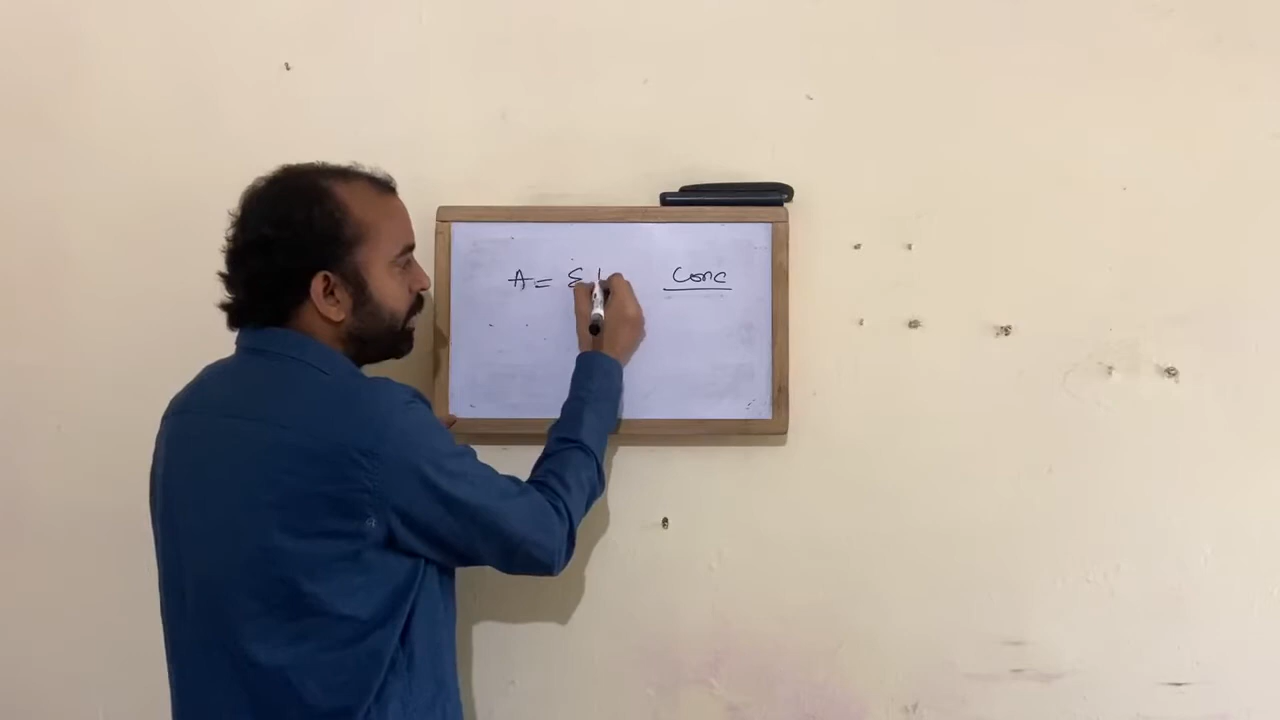 A = ε Conc